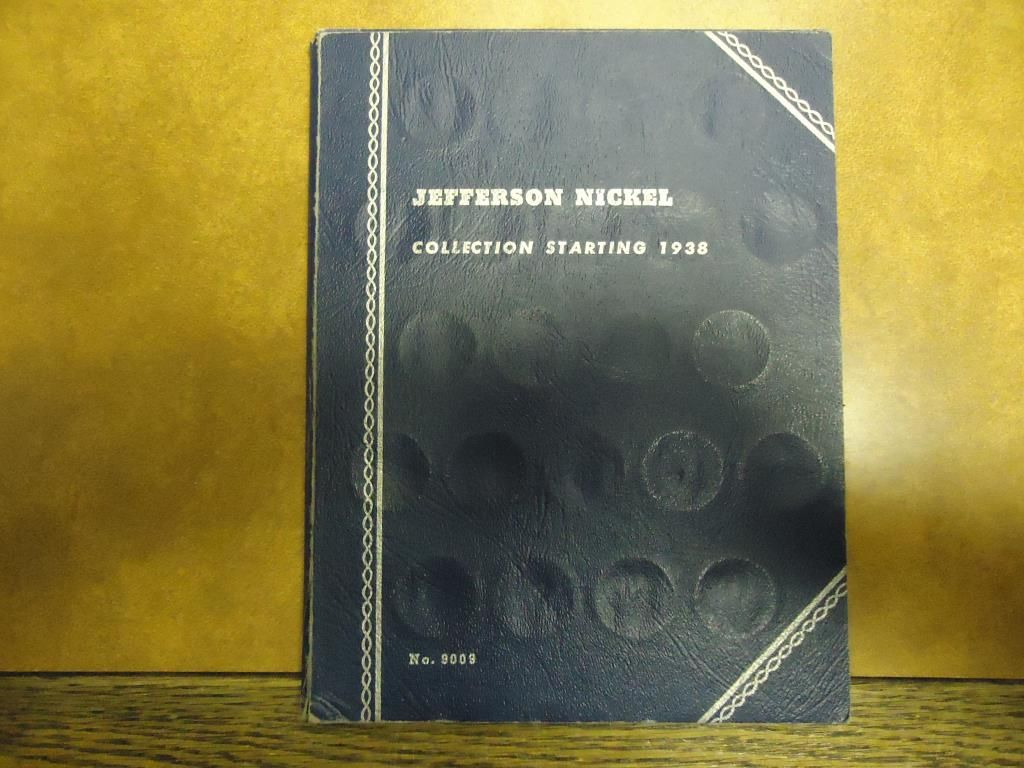 JEFFERSON NICKEL
COLLECTION STARTING 1938
No. 9009